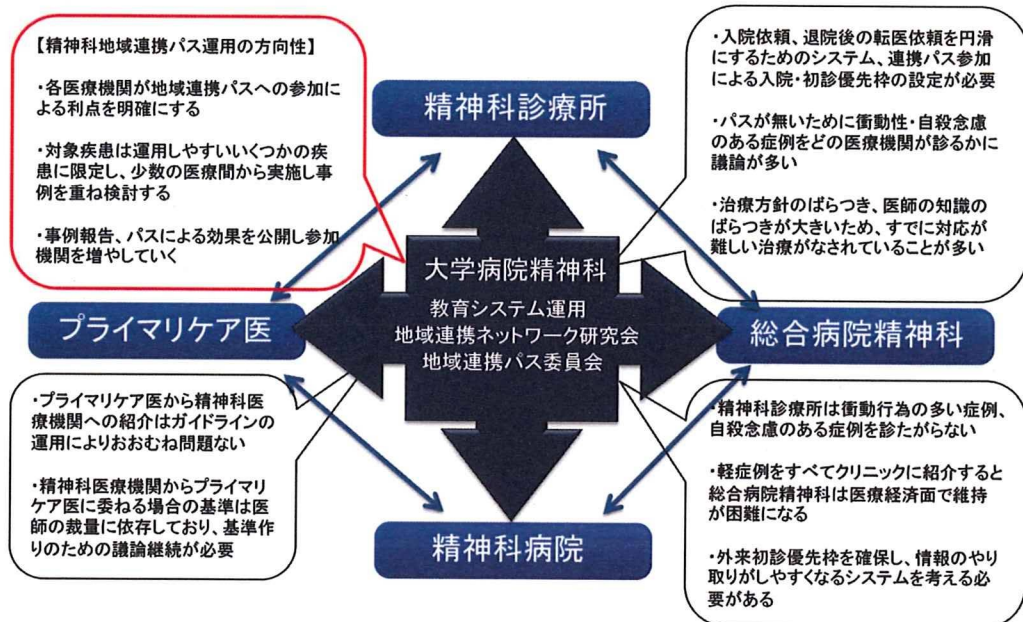 【精神科地域連携パス運用の方向性】
・各医療機関が地域連携パスへの参加に
よる利点を明確にする
・対象疾患は運用しやすいいくつかの疾
患に限定し、少数の医療間から実施し事
例を重ね検討する
・事例報告、パスによる効果を公開し参加
機関を増やしていく
精神科診療所
・入院依頼、退院後の転医依頼を円滑
にするためのシステム、連携パス参加
による入院・初診優先枠の設定が必要
・パスが無いために衝動性・自殺念慮
のある症例をどの医療機関が診るかに
議論が多い
・治療方針のばらつき、医師の知識の
ばらつきが大きいため、すでに対応が
難しい治療がなされていることが多い
プライマリケア医
大学病院精神科
教育システム運用
地域連携ネットワーク研究会
地域連携パス委員会
総合病院精神科
・プライマリケア医から精神科医
療機関への紹介はガイドラインの
運用によりおおむね問題ない
・精神科医療機関からプライマリ
ケア医に委ねる場合の基準は医
師の裁量に依存しており、基準作
りのための議論継続が必要
精神科病院
・精神科診療所は衝動行為の多い症例、
自殺念慮のある症例を診たがらない
・軽症例をすべてクリニックに紹介すると
総合病院精神科は医療経済面で維持
が困難になる
・外来初診優先枠を確保し、情報のやり
取りがしやすくなるシステムを考える必
要がある